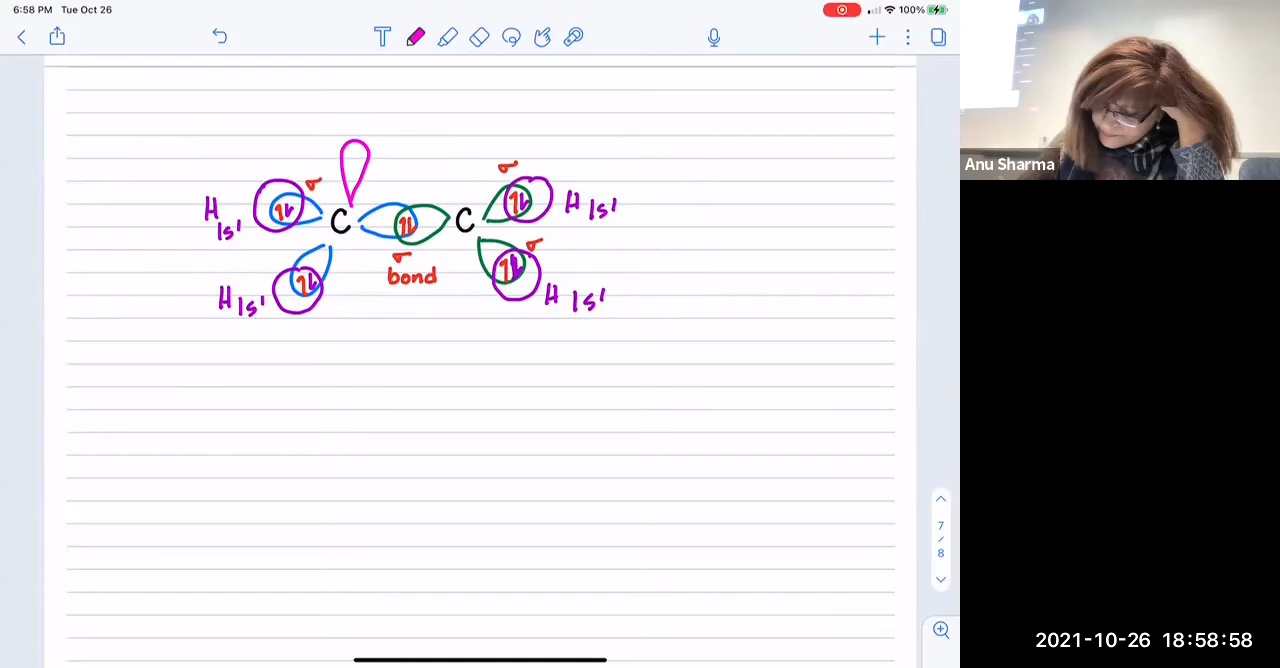 6:58 PM Tue Oct 26
100%
T
Anu Sharma
σ
σ
H
C
C
H 1s¹
1s¹
σ
σ
bond
H 1s¹
H 1s¹
7
/
8
2021-10-26 18:58:58